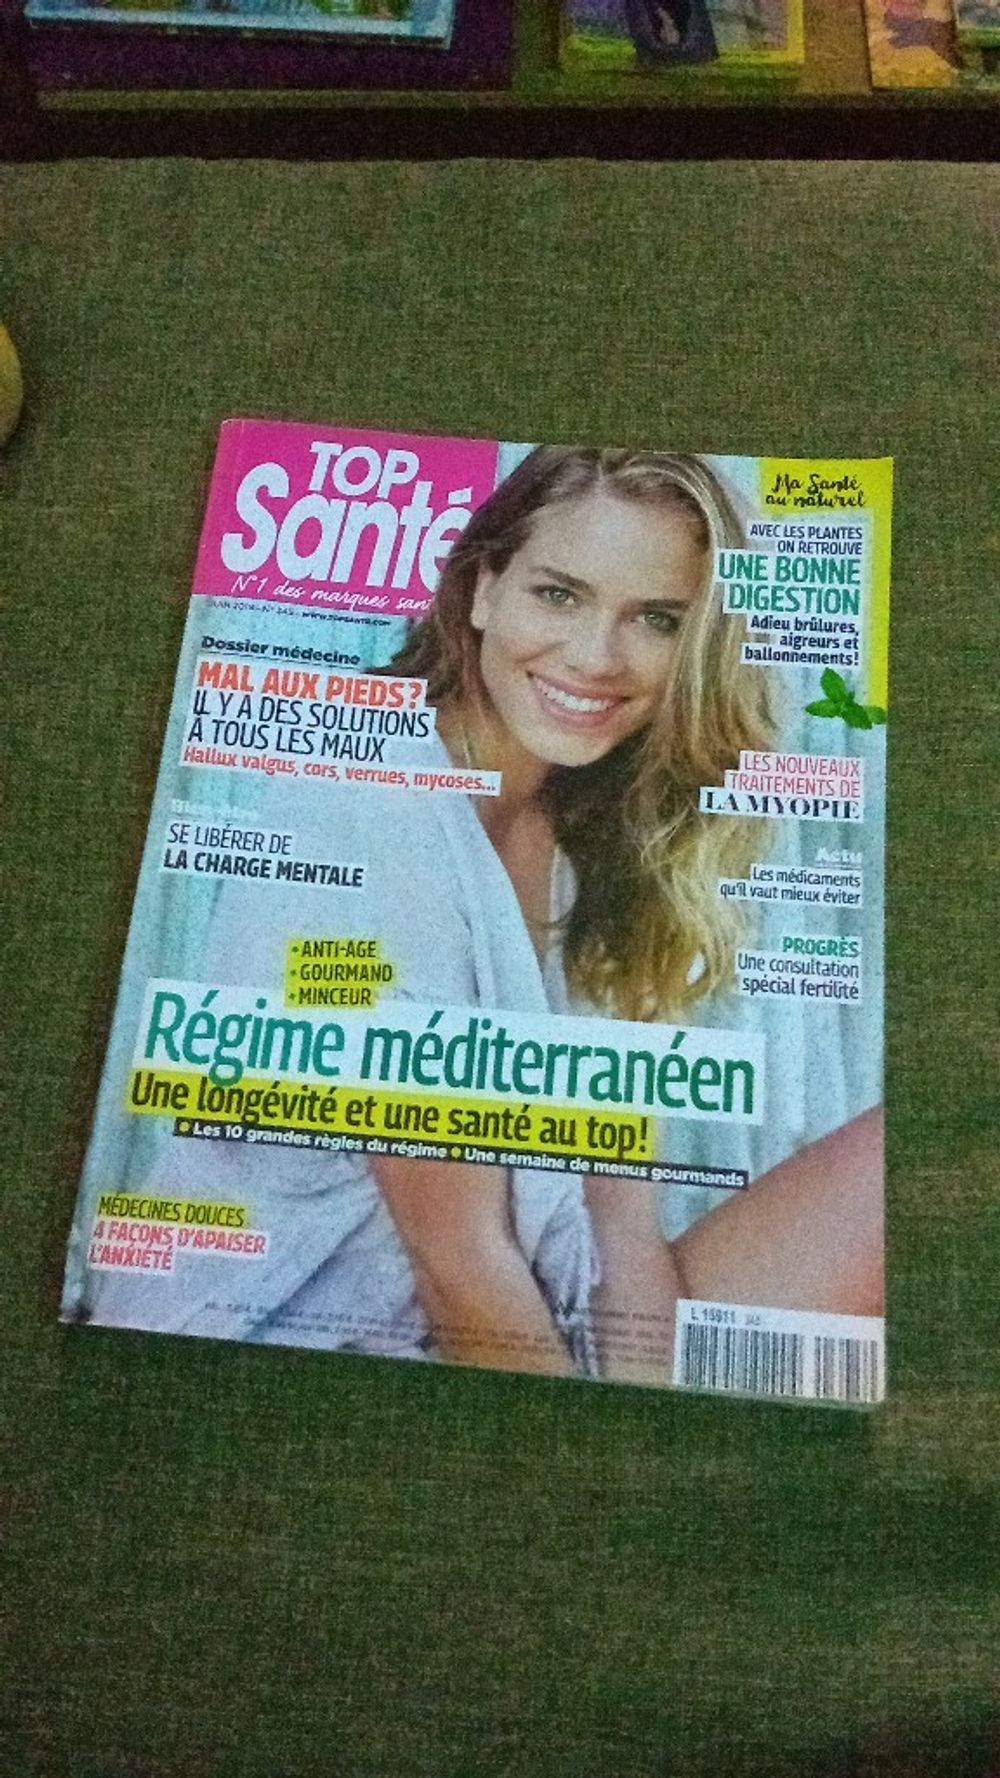 TOP
Santé
N°1 des marques santé
WWW.TOPSANTE.COM
Ma Santé
au naturel
AVEC LES PLANTES
ON RETROUVE
UNE BONNE
DIGESTION
Adieu brûlures,
aigreurs et
ballonnements!
Dossier médecine
MAL AUX PIEDS?
IL Y A DES SOLUTIONS
À TOUS LES MAUX
Hallux valgus, cors, verrues, mycoses...
LES NOUVEAUX
TRAITEMENTS DE
LA MYOPIE
SE LIBÉRER DE
LA CHARGE MENTALE
Actu
Les médicaments
qu'il vaut mieux éviter
PROGRÈS
Une consultation
spécial fertilité
• ANTI-ÂGE
• GOURMAND
• MINCEUR
Régime méditerranéen
Une longévité et une santé au top!
• Les 10 grandes règles du régime • Une semaine de menus gourmands
MÉDECINES DOUCES
4 FAÇONS D'APAISER
L'ANXIÉTÉ